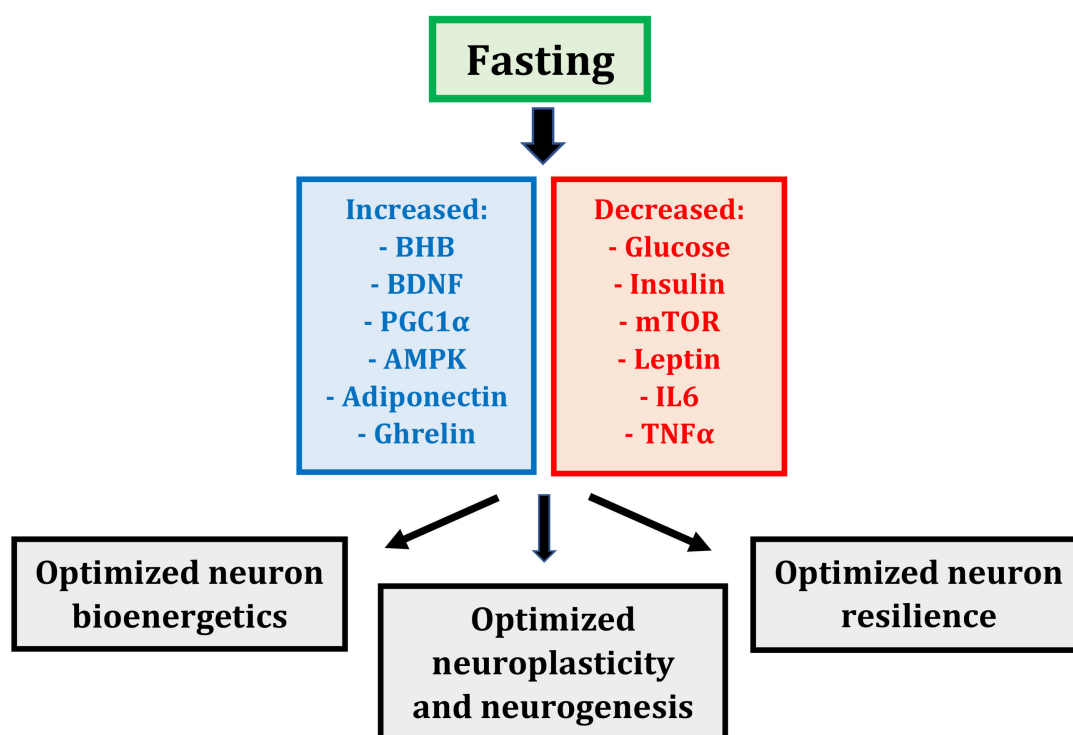 Fasting
Increased:
- BHB
- BDNF
- PGC1α
- AMPK
- Adiponectin
- Ghrelin
Decreased:
- Glucose
- Insulin
- mTOR
- Leptin
- IL6
- TNFα
Optimized neuron
bioenergetics
Optimized
neuroplasticity
and neurogenesis
Optimized neuron
resilience